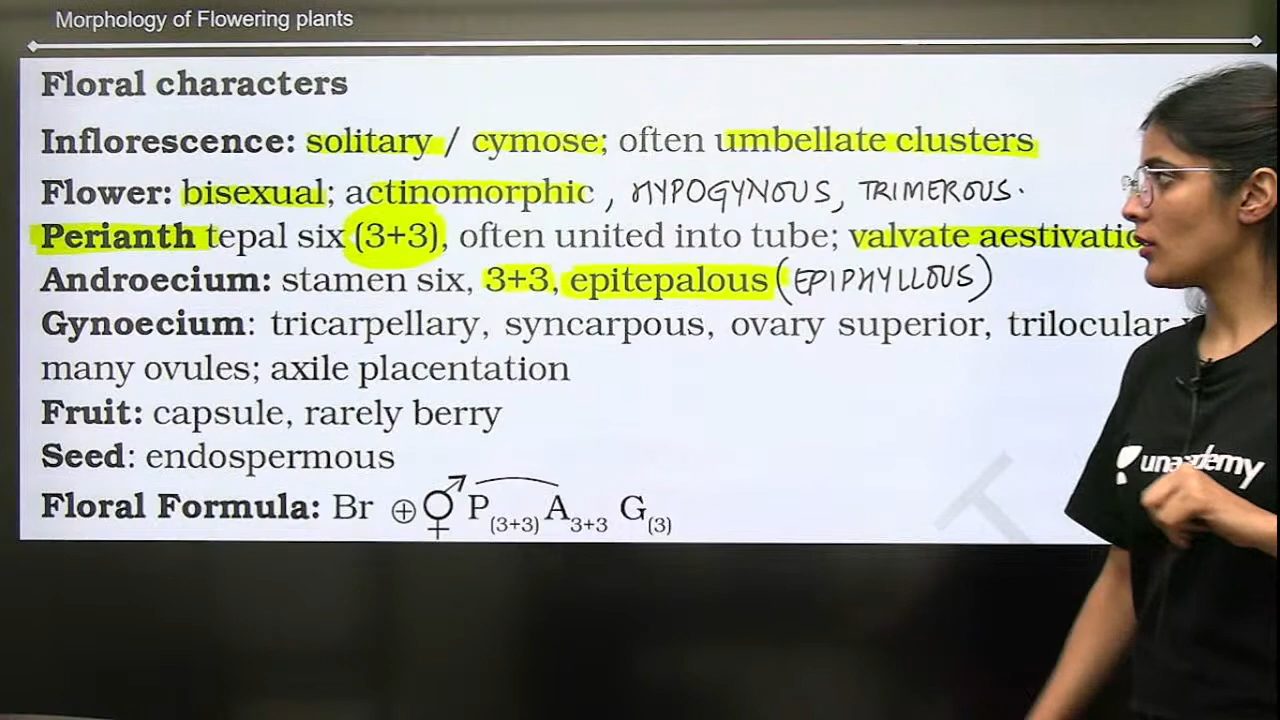 Morphology of Flowering plants
Floral characters
Inflorescence: solitary / cymose; often umbellate clusters
Flower: bisexual; actinomorphic, HYPOGYNOUS, TRIMEROUS.
Perianth tepal six (3+3), often united into tube; valvate
Androecium: stamen six, 3+3, epitepalous (EPIPHYLLOUS)
Gynoecium: tricarpellary, syncarpous, ovary superior, trilocular
many ovules; axile placentation
Fruit: capsule, rarely berry
Seed: endospermous
Floral Formula: Br ⊕ ⚥ P(3+3) A3+3 G(3)
unacademy